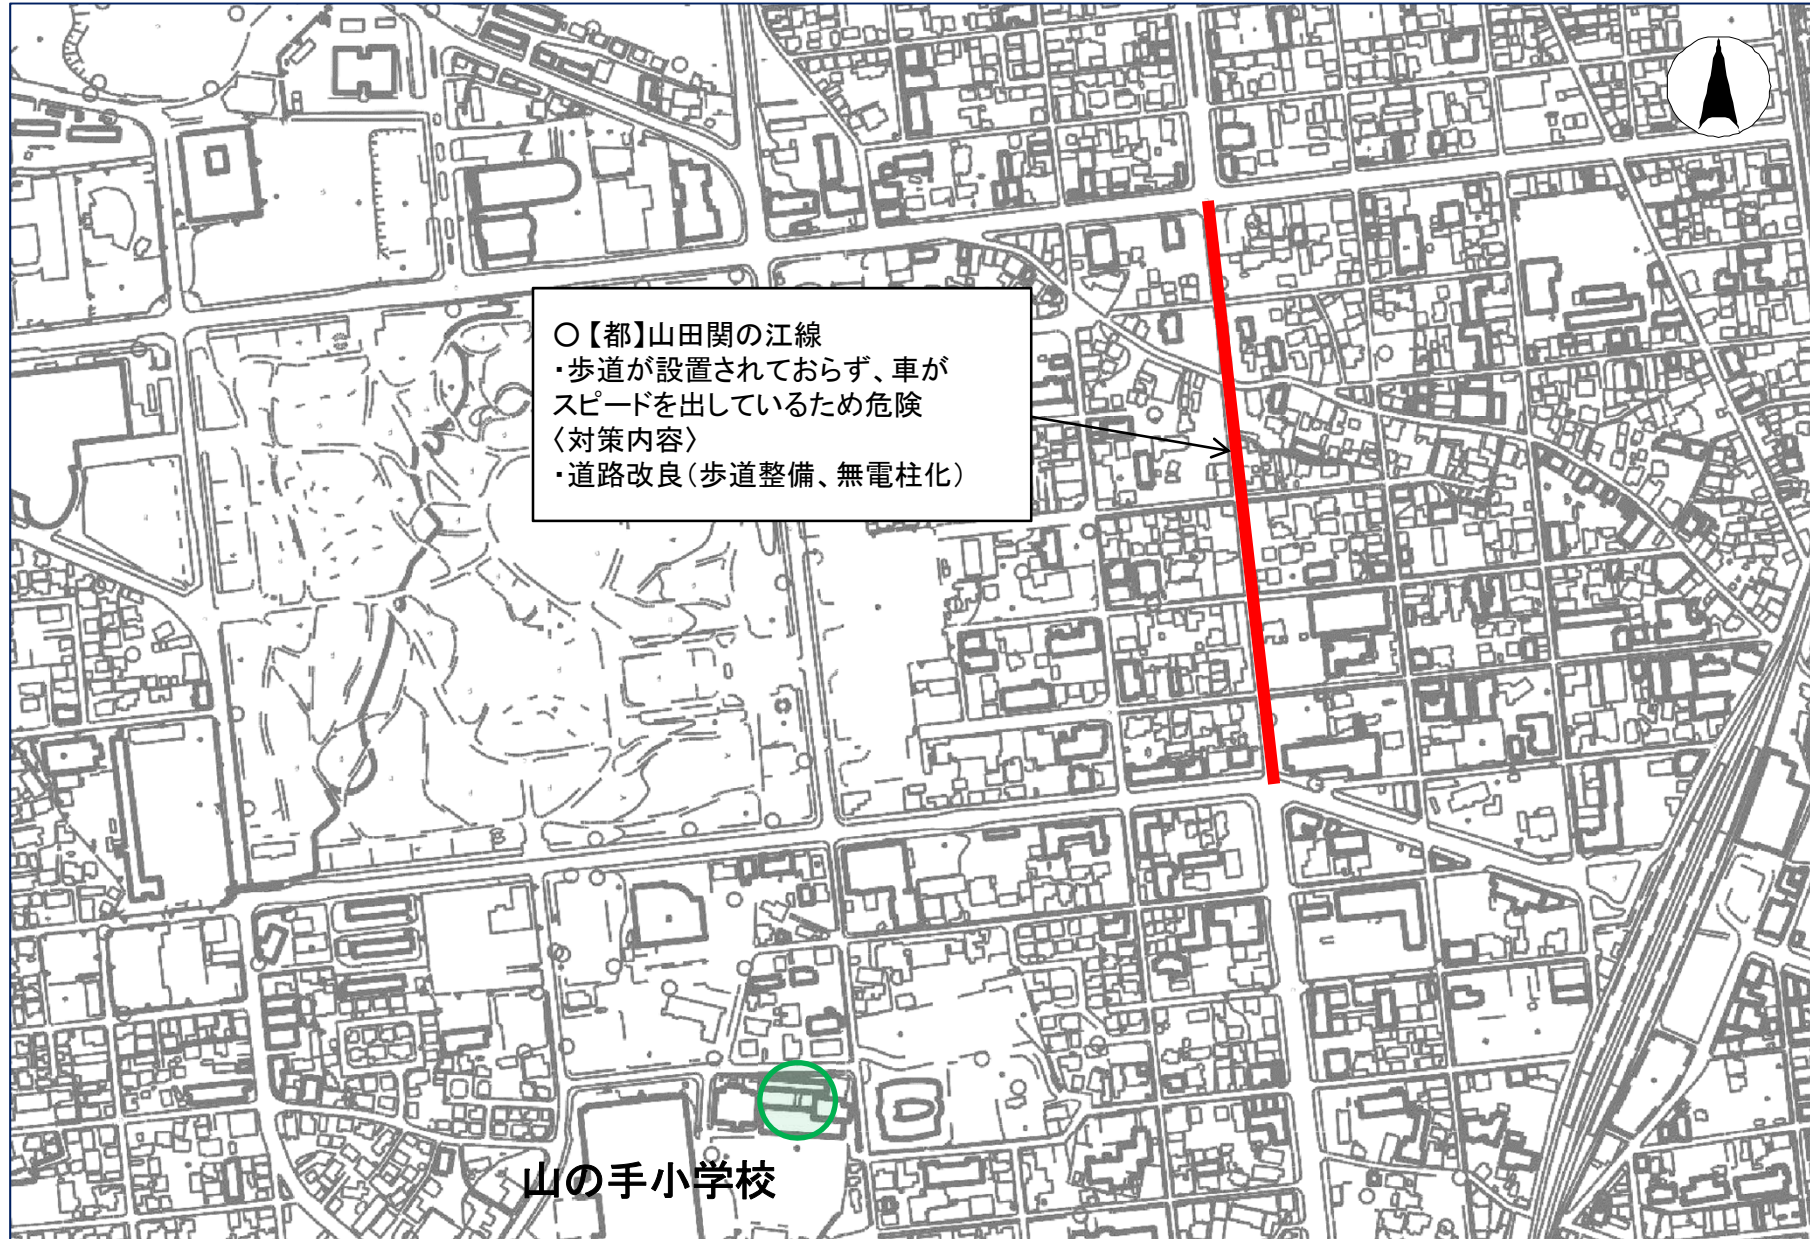 ○【都】山田関の江線
・歩道が設置されておらず、車が
スピードを出しているため危険
〈対策内容〉
・道路改良（歩道整備、無電柱化）
山の手小学校